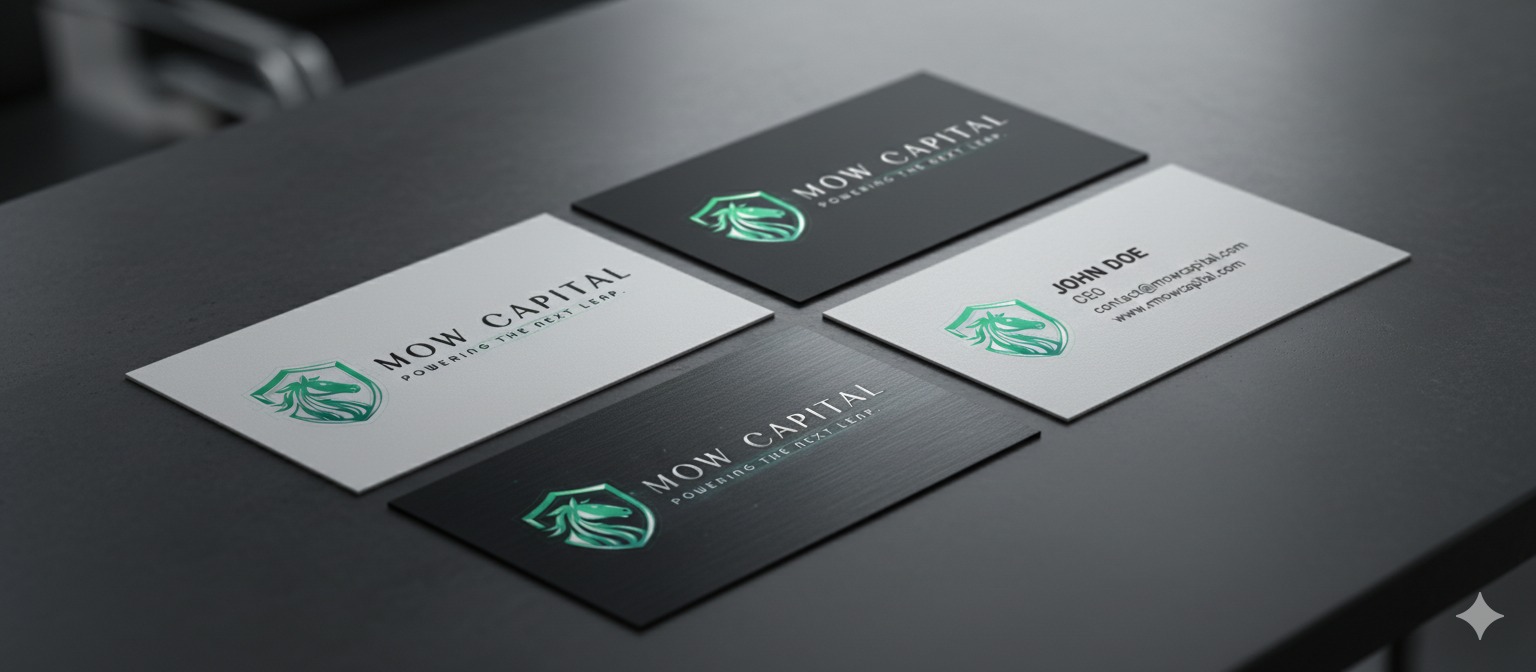 MOW CAPITAL
POWERING THE NEXT LEAP.
MOW CAPITAL
POWERING THE NEXT LEAP.
JOHN DOE
CEO
contact@mowcapital.com
www.mowcapital.com
MOW CAPITAL
POWERING THE NEXT LEAP.